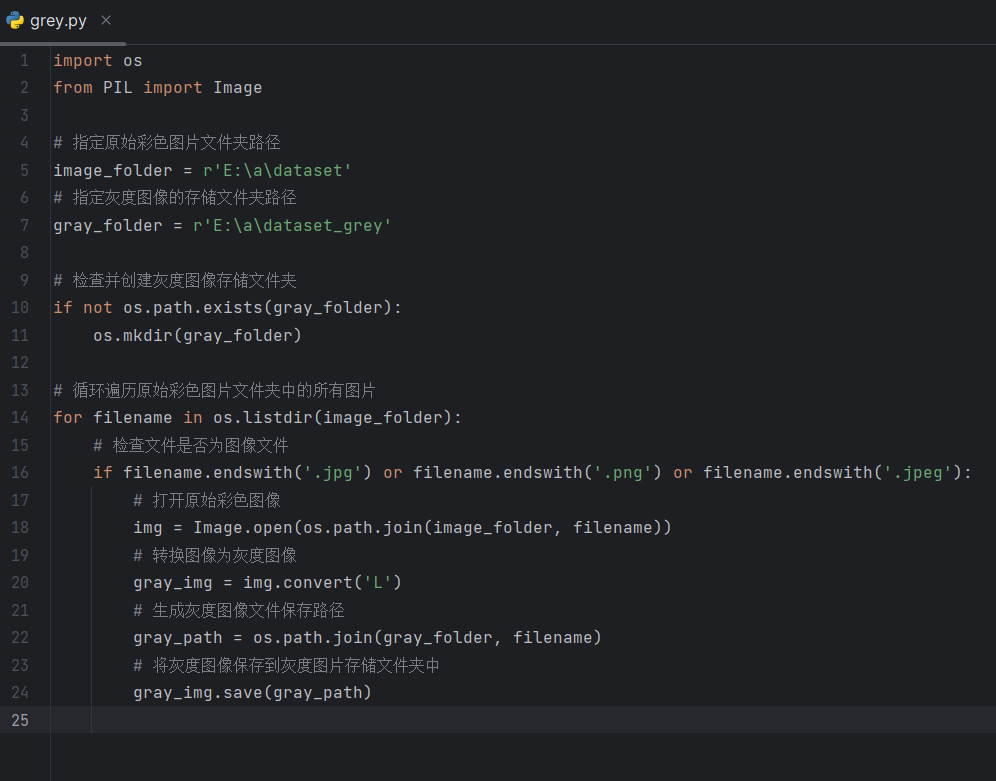 grey.py
1 import os
2 from PIL import Image
3
4 # 指定原始彩色图片文件夹路径
5 image_folder = r'E:\a\dataset'
6 # 指定灰度图像的存储文件夹路径
7 gray_folder = r'E:\a\dataset_grey'
8
9 # 检查并创建灰度图像存储文件夹
10 if not os.path.exists(gray_folder):
11     os.mkdir(gray_folder)
12
13 # 循环遍历原始彩色图片文件夹中的所有图片
14 for filename in os.listdir(image_folder):
15     # 检查文件是否为图像文件
16     if filename.endswith('.jpg') or filename.endswith('.png') or filename.endswith('.jpeg'):
17         # 打开原始彩色图像
18         img = Image.open(os.path.join(image_folder, filename))
19         # 转换图像为灰度图像
20         gray_img = img.convert('L')
21         # 生成灰度图像文件保存路径
22         gray_path = os.path.join(gray_folder, filename)
23         # 将灰度图像保存到灰度图片存储文件夹中
24         gray_img.save(gray_path)
25